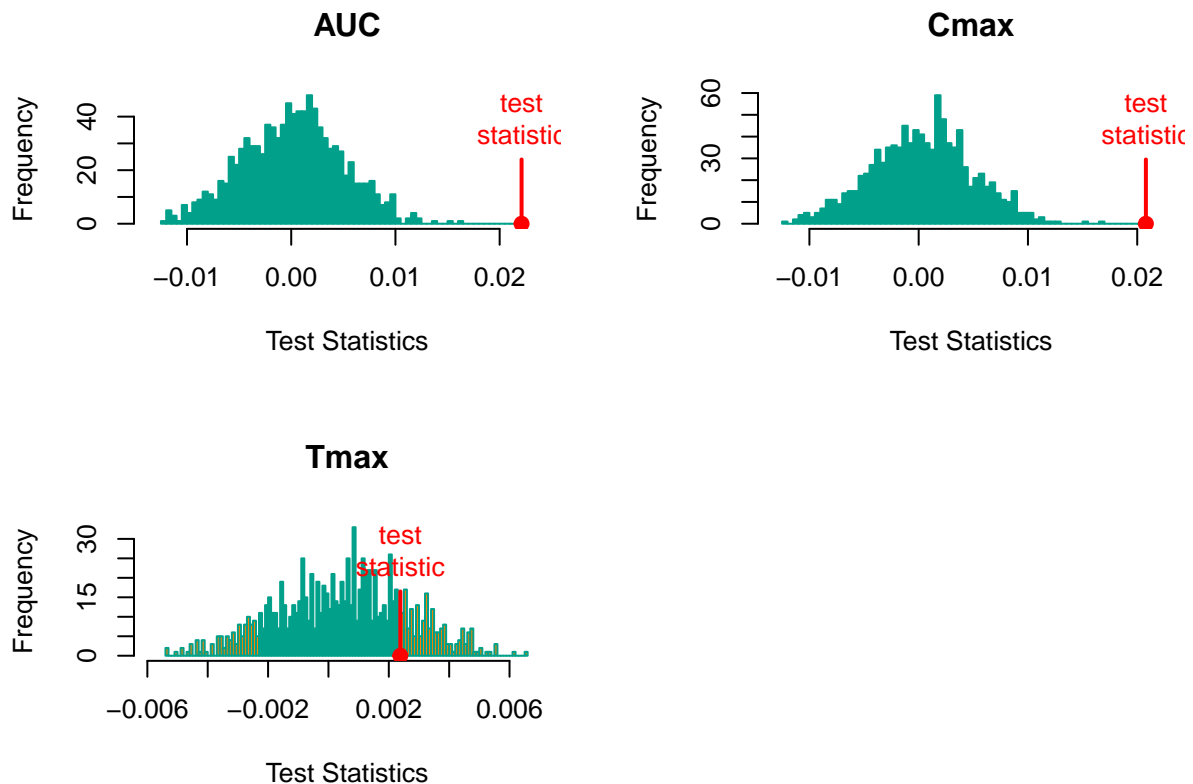 AUC
Frequency
0
20
40
test
statistic
−0.01
0.00
0.01
0.02
Test Statistics
Cmax
Frequency
0
30
60
test
statistic
−0.01
0.00
0.01
0.02
Test Statistics
Tmax
Frequency
0
15
30
test
statistic
−0.006
−0.002
0.002
0.006
Test Statistics